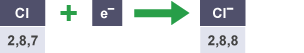 Cl + e⁻ → Cl⁻
2,8,7 2,8,8